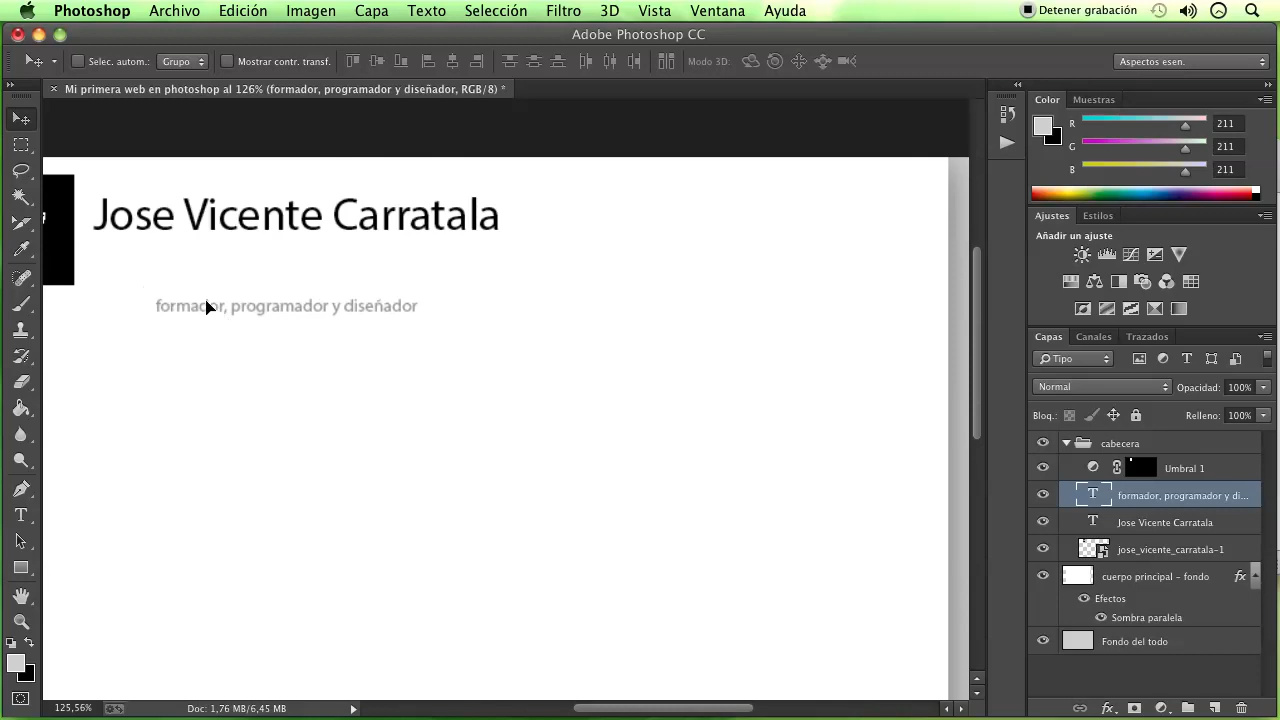 Photoshop Archivo Edición Imagen Capa Texto Selección Filtro 3D Vista Ventana Ayuda Detener grabación
Adobe Photoshop CC
Selec. autom.: Grupo Mostrar contr. transf. Modo 3D: Aspectos esen.
Mi primera web en photoshop al 126% (formador, programador y diseñador, RGB/8) *
Color Muestras
R 211
G 211
B 211
Jose Vicente Carratala
formador, programador y diseñador
Ajustes Estilos
Añadir un ajuste
Capas Canales Trazados
Tipo
Normal Opacidad: 100%
Bloq.: Relleno: 100%
cabecera
Umbral 1
T formador, programador y di...
T Jose Vicente Carratala
jose_vicente_carratala-1
cuerpo principal - fondo fx
Efectos
Sombra paralela
Fondo del todo
125,56% Doc: 1,76 MB/6,45 MB